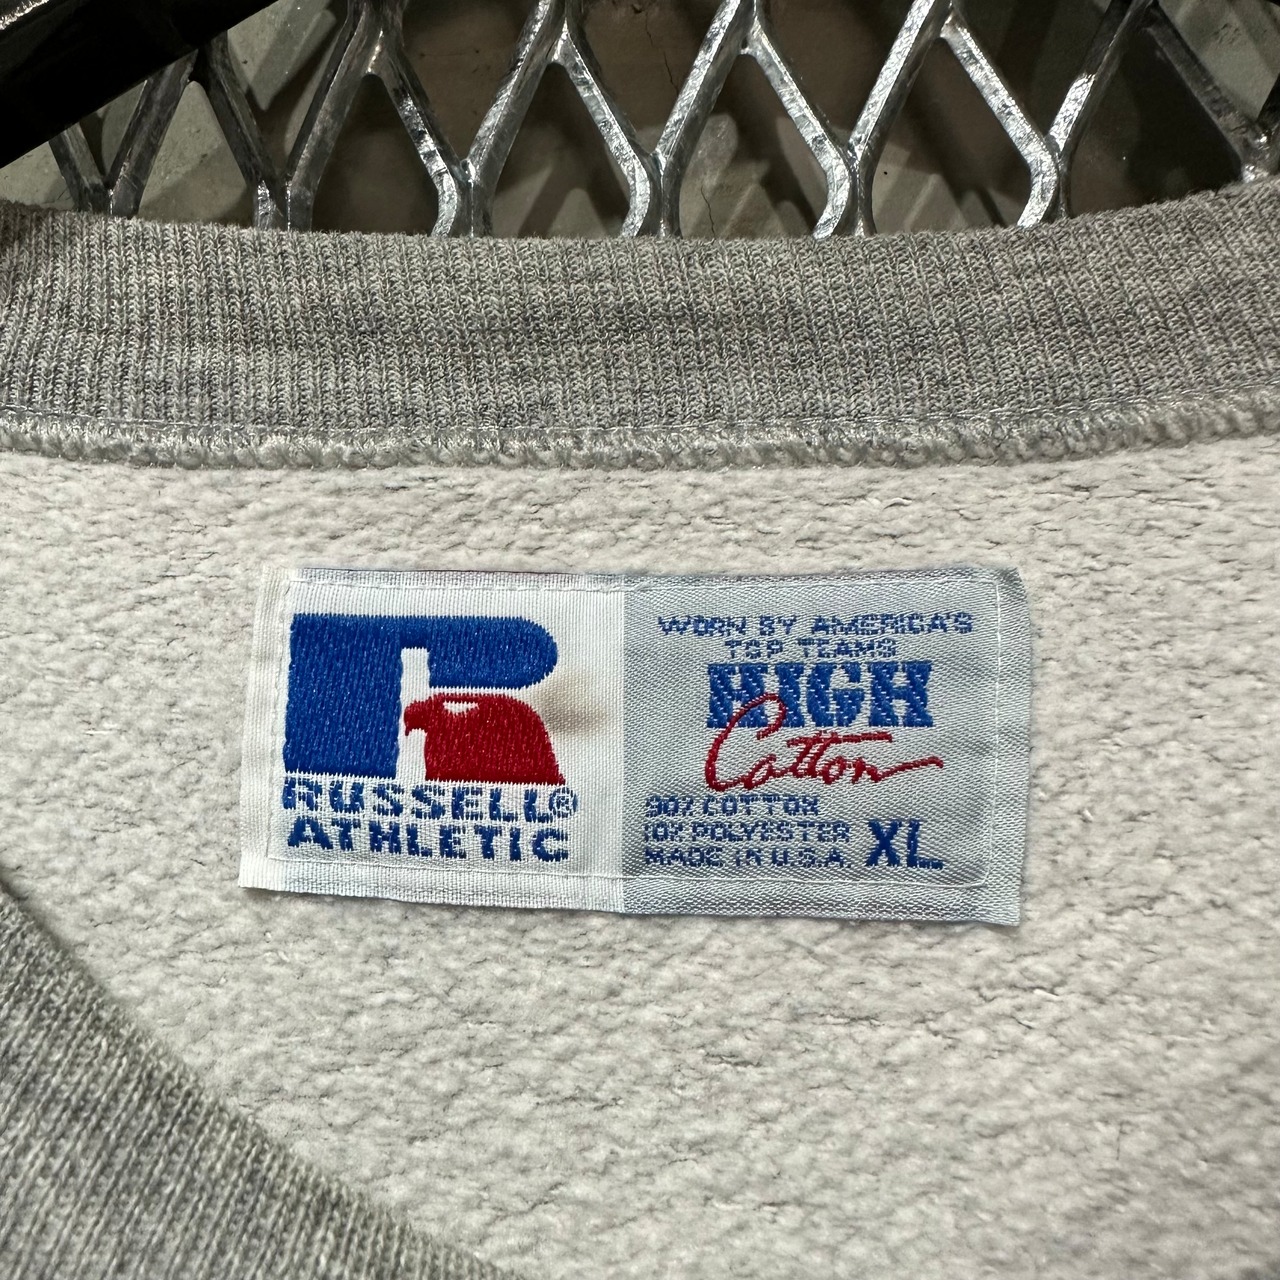 RUSSELL®
ATHLETIC
WORN BY AMERICA'S
TOP TEAMS
HIGH
Cotton
90% COTTON
10% POLYESTER
MADE IN U.S.A. XL